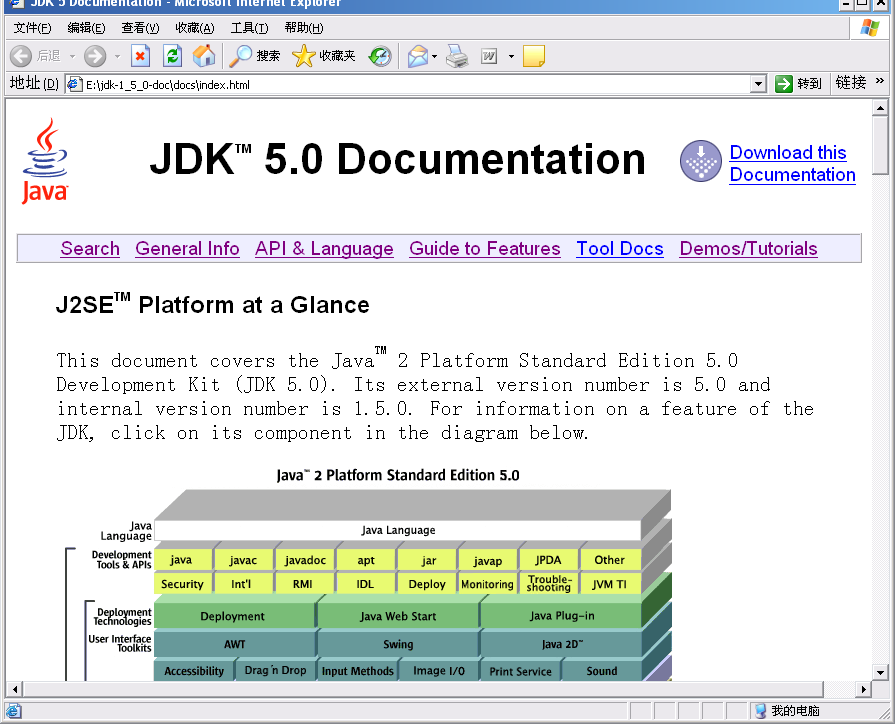 JDK 5 Documentation - Microsoft Internet Explorer
文件(F) 编辑(E) 查看(V) 收藏(A) 工具(T) 帮助(H)
后退 搜索 收藏夹
地址(D) E:\jdk-1_5_0-doc\docs\index.html 转到 链接 »
Java™
JDK™ 5.0 Documentation
Download this
Documentation
Search General Info API & Language Guide to Features Tool Docs Demos/Tutorials
J2SE™ Platform at a Glance
This document covers the Java™ 2 Platform Standard Edition 5.0
Development Kit (JDK 5.0). Its external version number is 5.0 and
internal version number is 1.5.0. For information on a feature of the
JDK, click on its component in the diagram below.
Java™ 2 Platform Standard Edition 5.0
Java
Language
Java Language
Development
Tools & APIs
java javac javadoc apt jar javap JPDA Other
Security Int'l RMI IDL Deploy Monitoring Trouble-
shooting JVM TI
Deployment
Technologies
Deployment Java Web Start Java Plug-in
User Interface
Toolkits
AWT Swing Java 2D™
Accessibility Drag'n Drop Input Methods Image I/O Print Service Sound
我的电脑